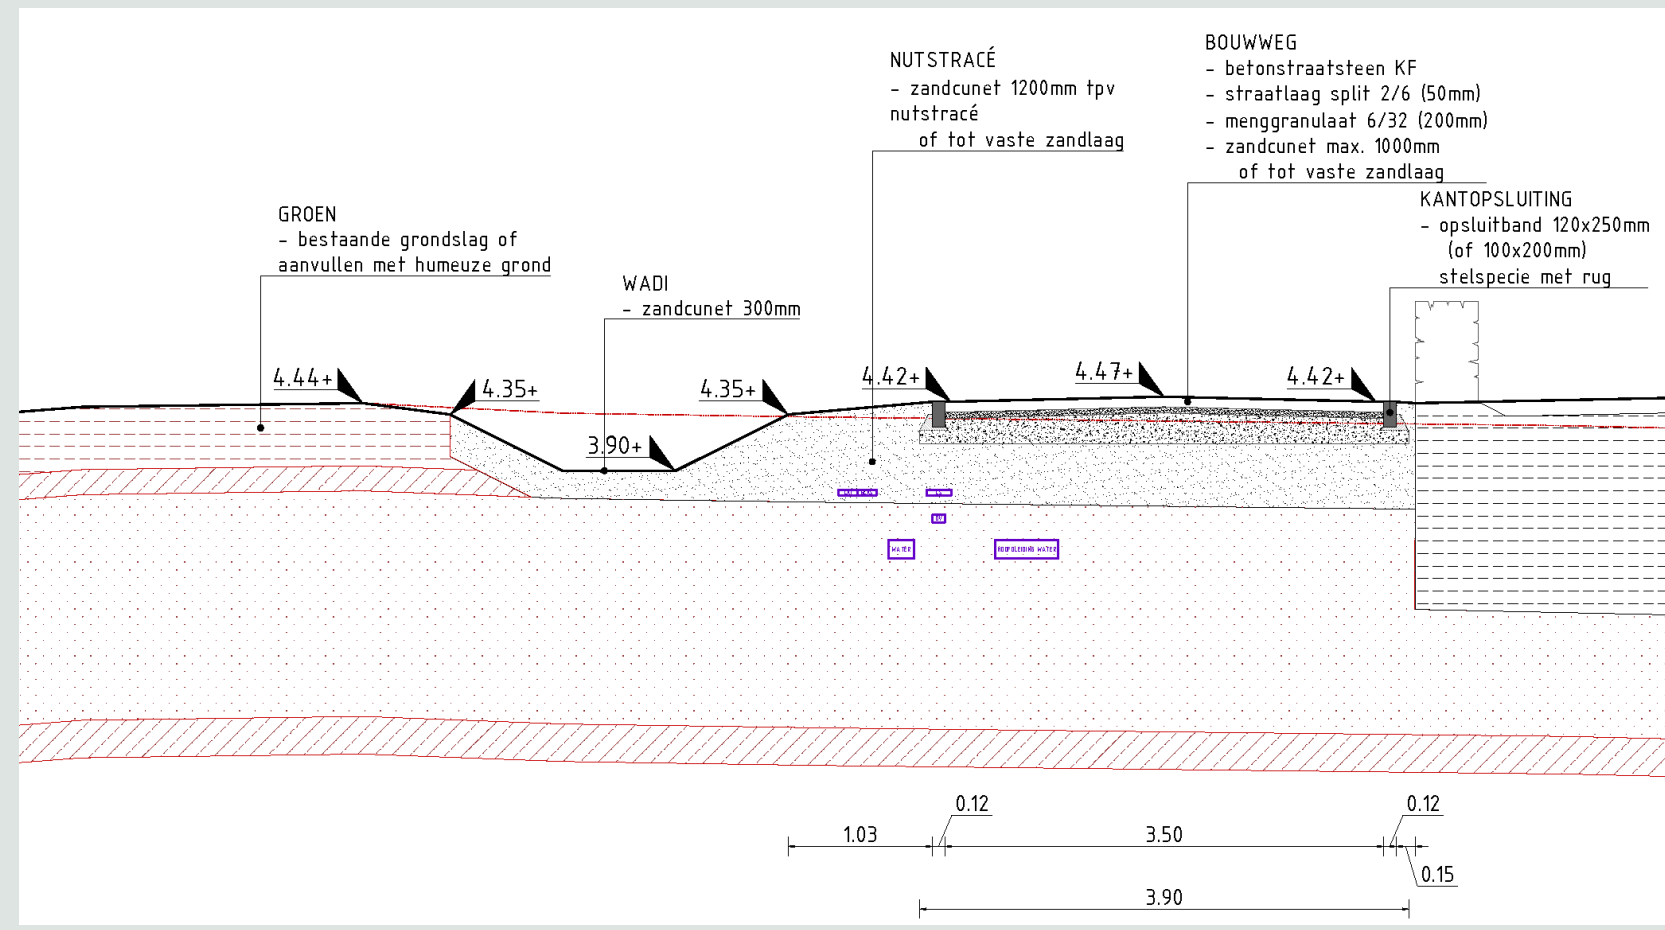 NUTSTRACÉ
- zandcunet 1200mm tpv
nutstracé
of tot vaste zandlaag
BOUWWEG
- betonstraatsteen KF
- straatlaag split 2/6 (50mm)
- menggranulaat 6/32 (200mm)
- zandcunet max. 1000mm
of tot vaste zandlaag
KANTOPSLUITING
- opsluitband 120x250mm
(of 100x200mm)
stelspecie met rug
GROEN
- bestaande grondslag of
aanvullen met humeuze grond
WADI
- zandcunet 300mm
4.44+
4.35+
4.35+
4.42+
4.47+
4.42+
3.90+
WATER
HOOFDLEIDING WATER
0.12
0.12
1.03
3.50
0.15
3.90